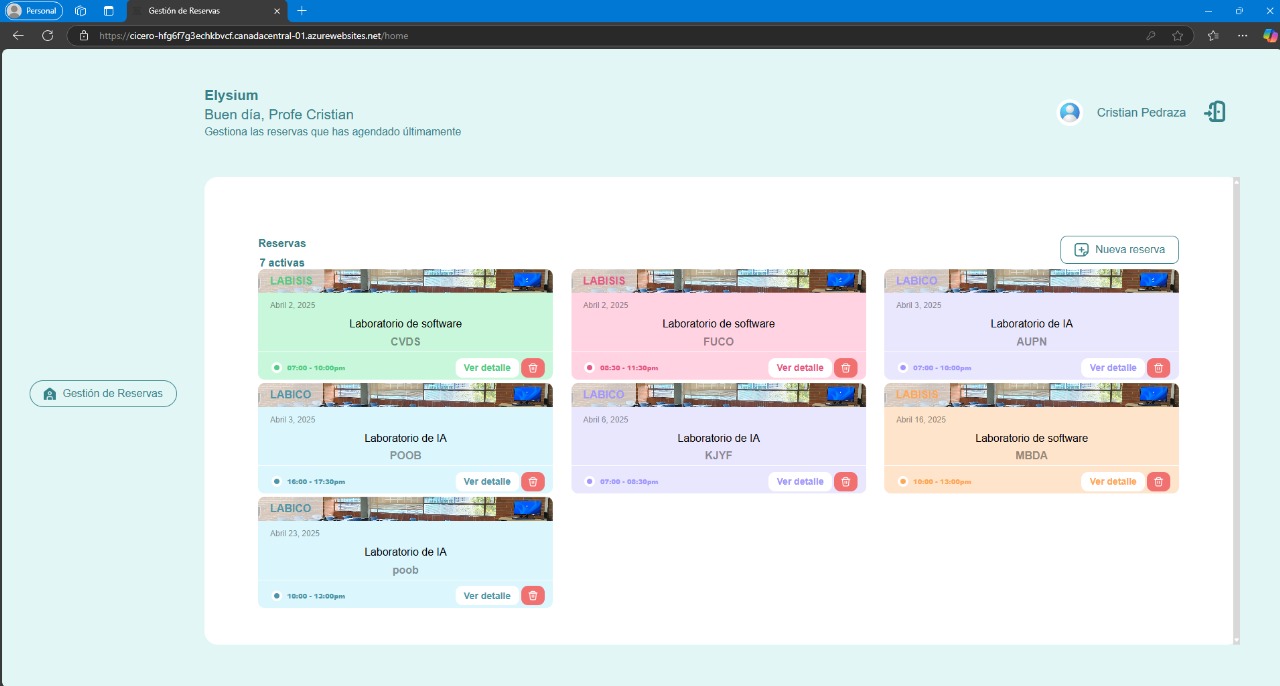 Personal
Gestión de Reservas
https://cicero-hfg6f7g3echkbvcf.canadacentral-01.azurewebsites.net/home
Elysium
Buen día, Profe Cristian
Gestiona las reservas que has agendado últimamente
Cristian Pedraza
Gestión de Reservas
Reservas
7 activas
Nueva reserva
LABISIS
Abril 2, 2025
Laboratorio de software
CVDS
07:00 - 10:00pm
Ver detalle
LABISIS
Abril 2, 2025
Laboratorio de software
FUCO
08:30 - 11:30pm
Ver detalle
LABICO
Abril 3, 2025
Laboratorio de IA
AUPN
07:00 - 10:00pm
Ver detalle
LABICO
Abril 3, 2025
Laboratorio de IA
POOB
16:00 - 17:30pm
Ver detalle
LABICO
Abril 6, 2025
Laboratorio de IA
KJYF
07:00 - 08:30pm
Ver detalle
LABISIS
Abril 16, 2025
Laboratorio de software
MBDA
10:00 - 13:00pm
Ver detalle
LABICO
Abril 23, 2025
Laboratorio de IA
poob
10:00 - 13:00pm
Ver detalle